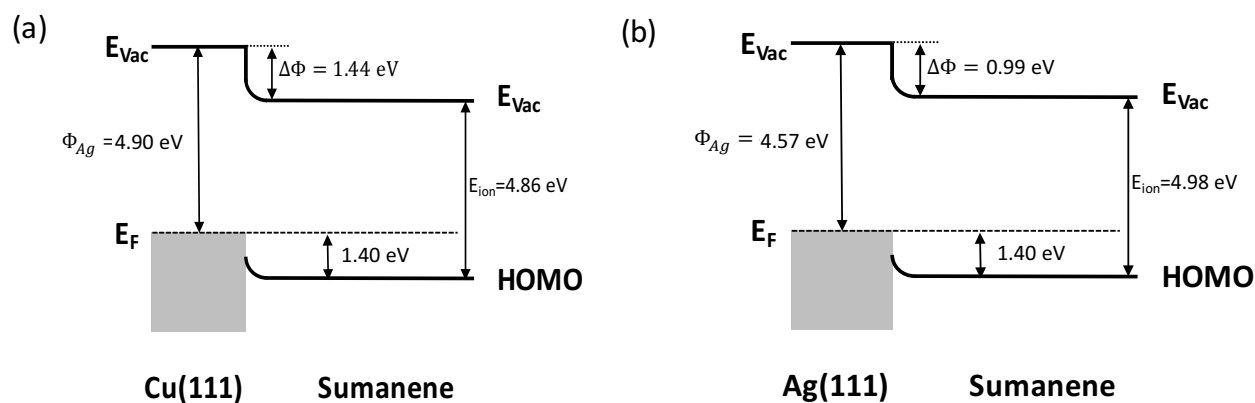 (a)
E_Vac
ΔΦ = 1.44 eV
E_Vac
Φ_Ag =4.90 eV
E_ion=4.86 eV
E_F
1.40 eV
HOMO
Cu(111)
Sumanene
(b)
E_Vac
ΔΦ = 0.99 eV
E_Vac
Φ_Ag = 4.57 eV
E_ion=4.98 eV
E_F
1.40 eV
HOMO
Ag(111)
Sumanene